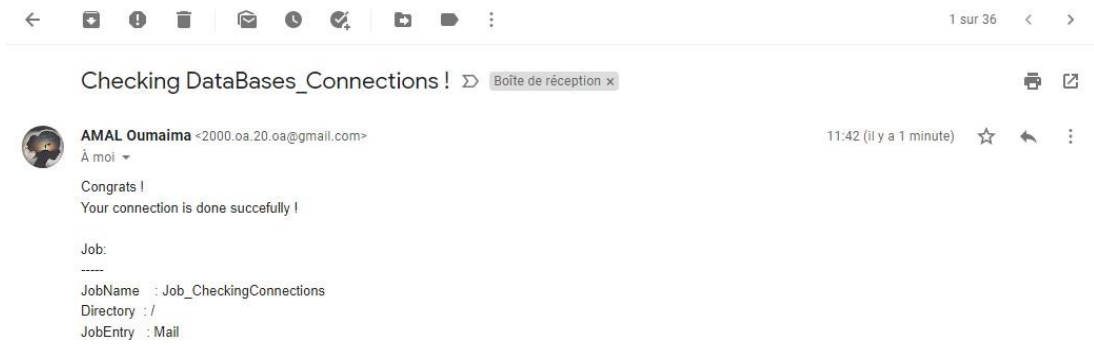 1 sur 36
Checking DataBases_Connections ! Boîte de réception x
AMAL Oumaima <2000.oa.20.oa@gmail.com> 11:42 (il y a 1 minute)
À moi
Congrats !
Your connection is done succefully !
Job:
-----
JobName : Job_CheckingConnections
Directory : /
JobEntry : Mail